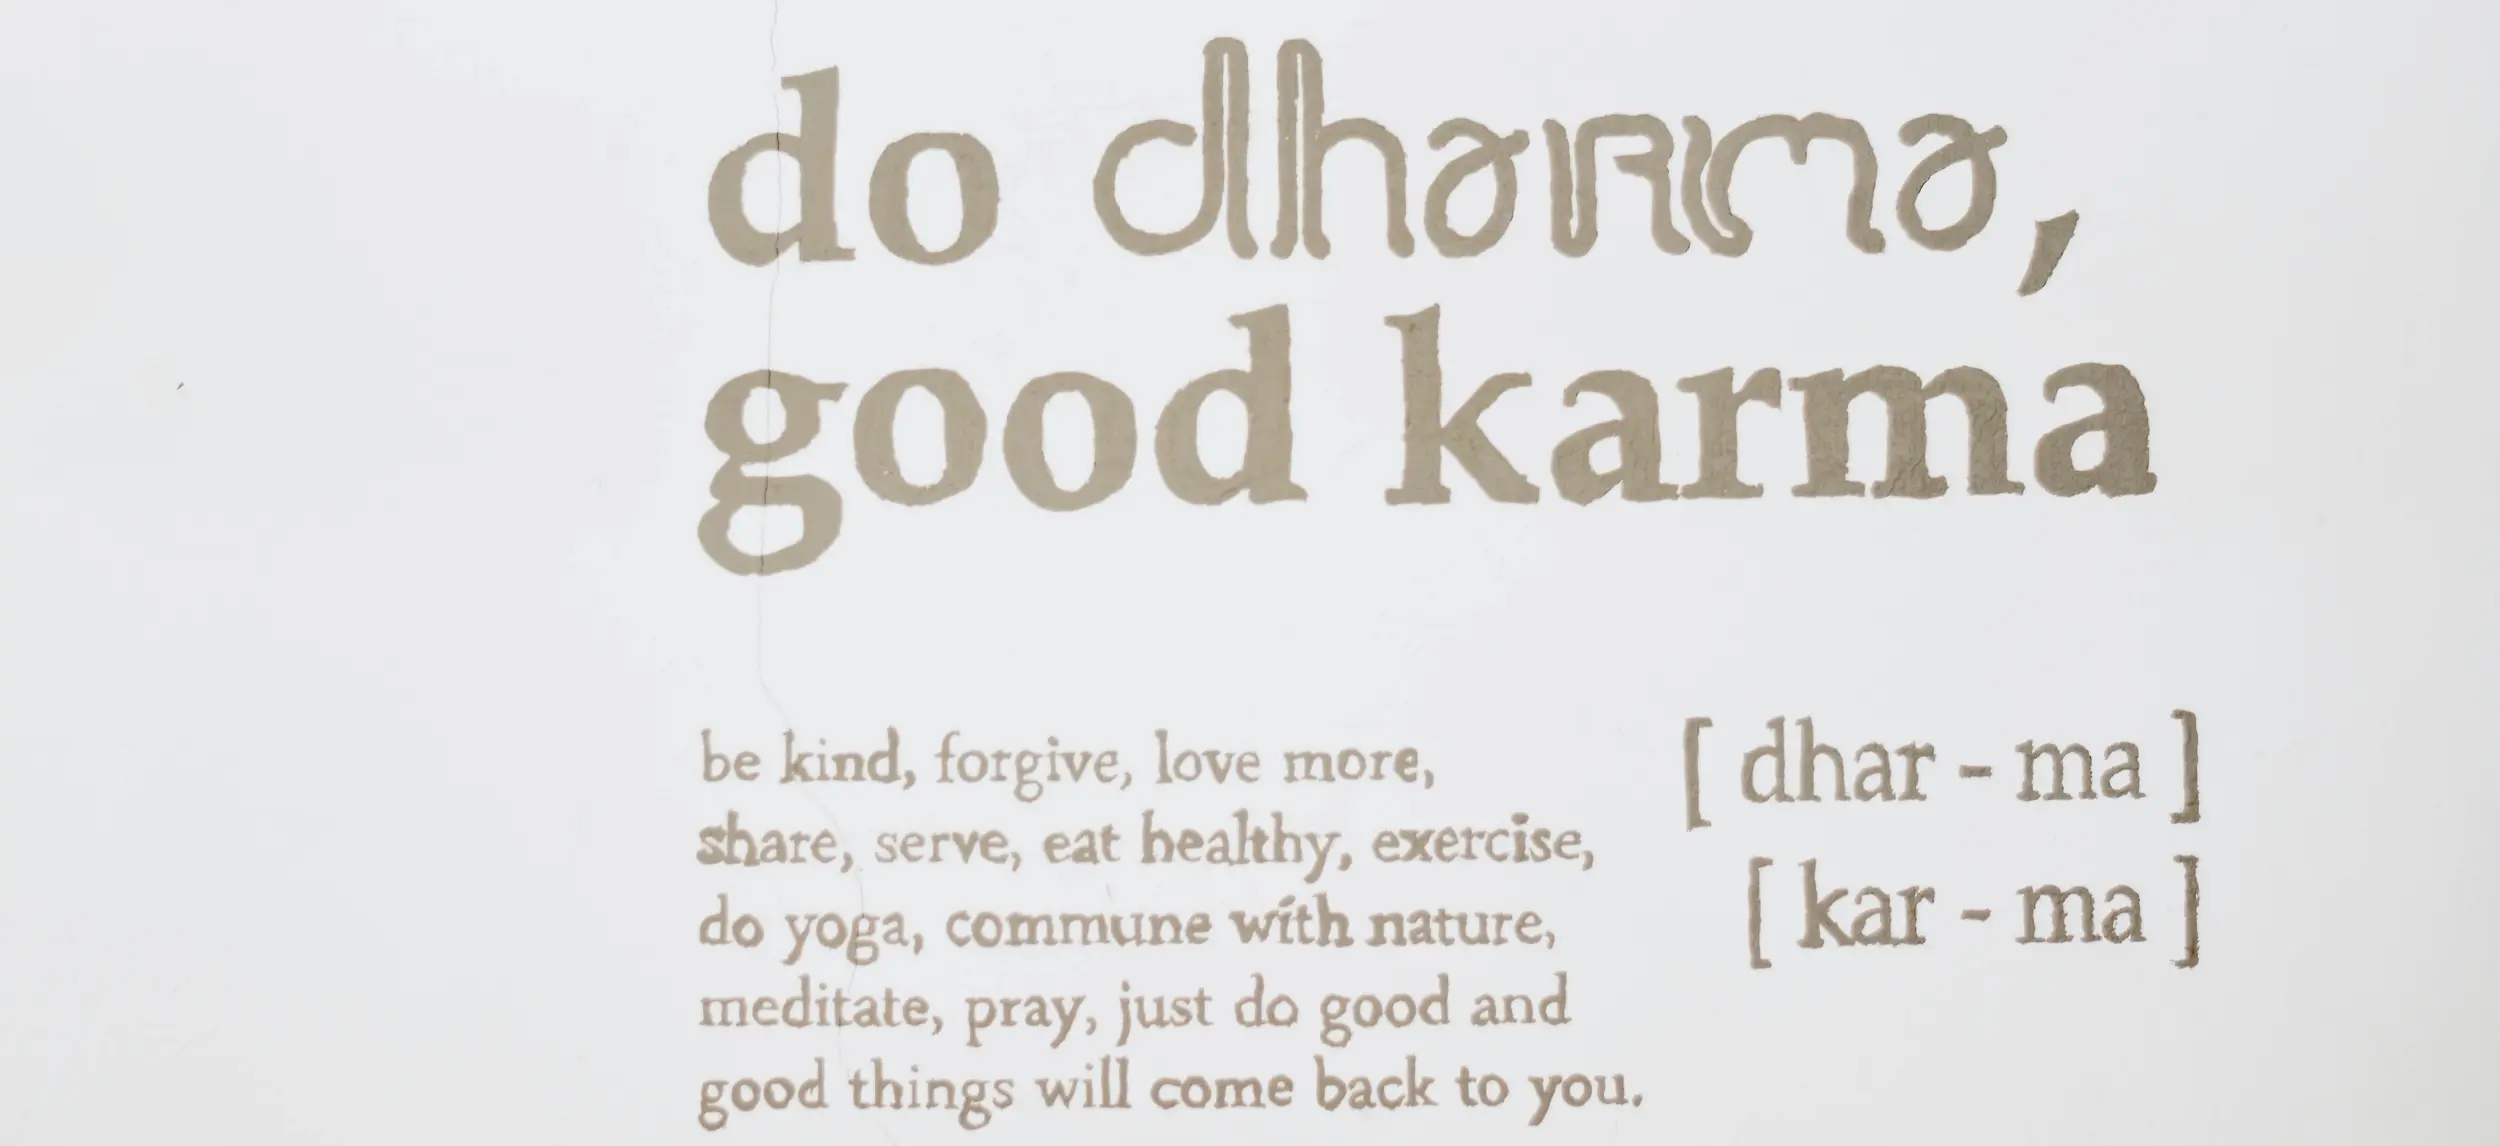 do dharma,
good karma
be kind, forgive, love more,
share, serve, eat healthy, exercise,
do yoga, commune with nature,
meditate, pray, just do good and
good things will come back to you.
[ dhar - ma ]
[ kar - ma ]